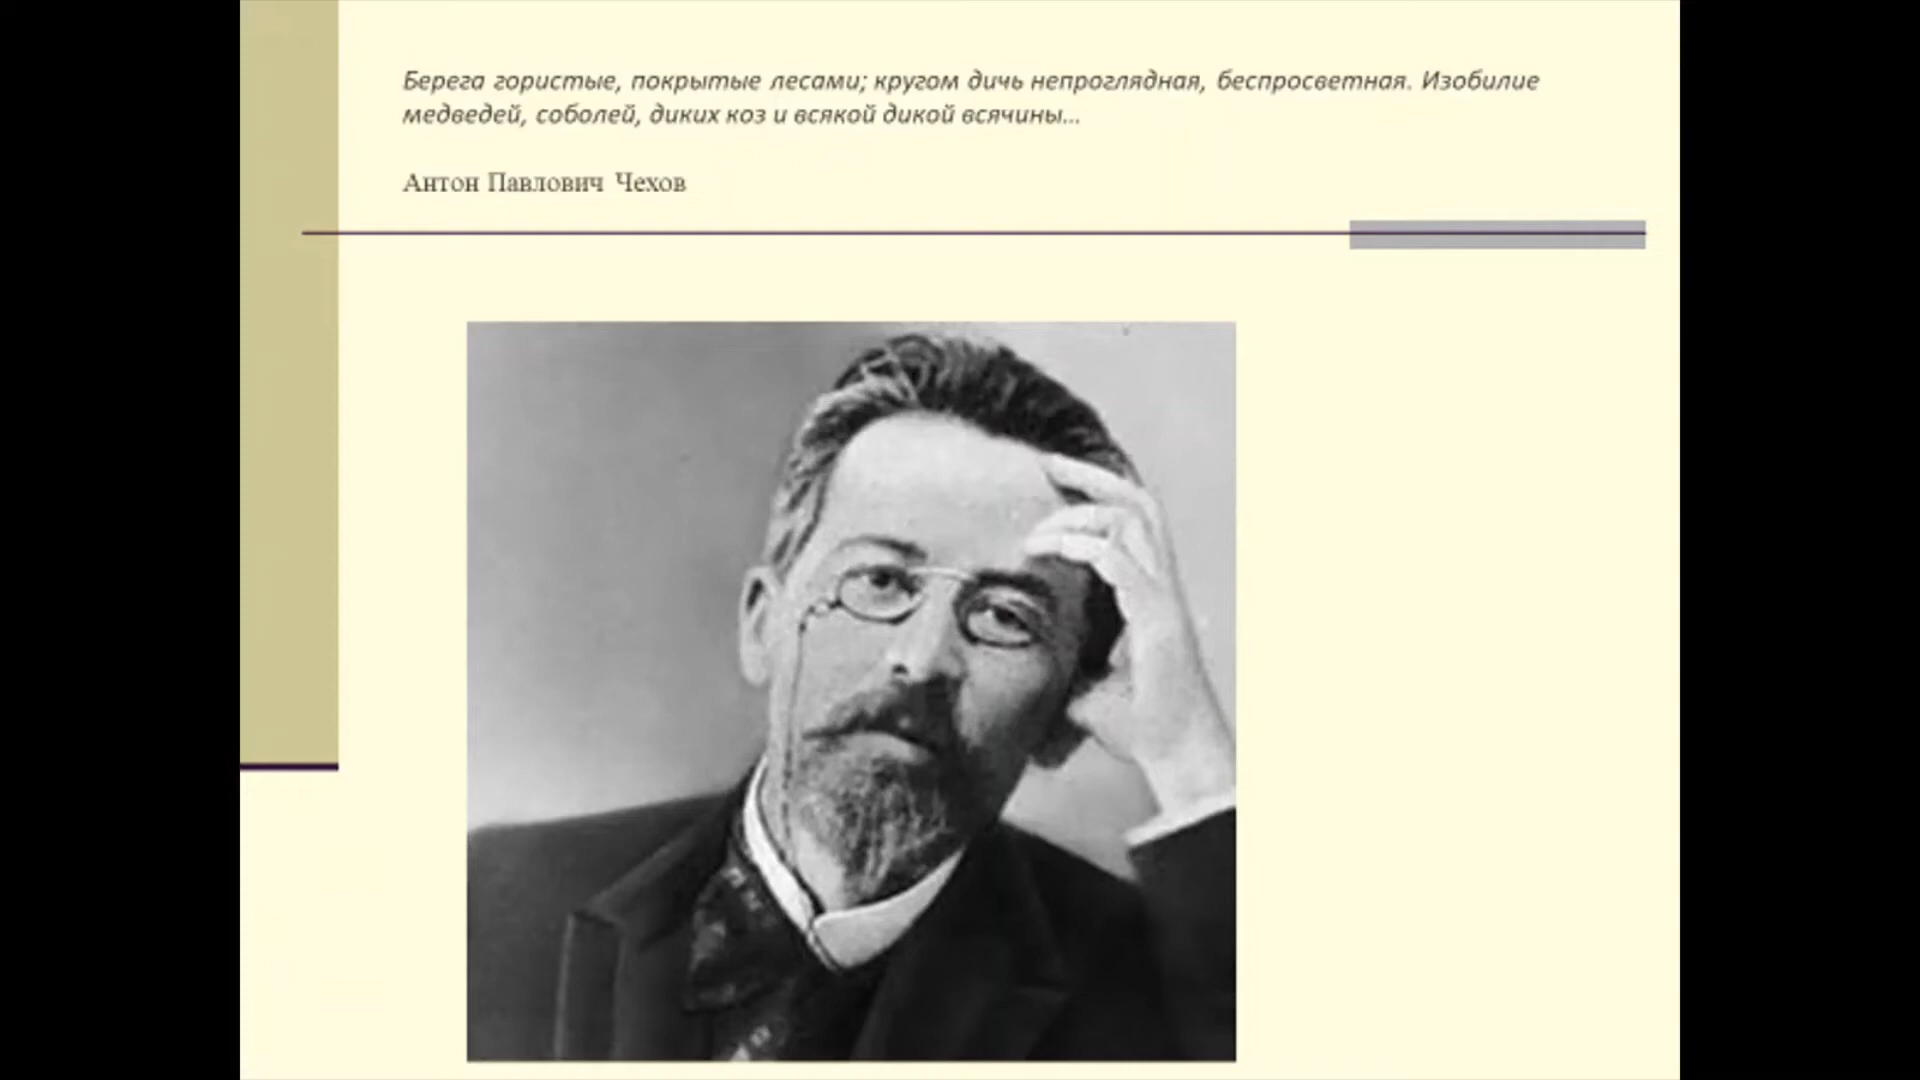 Берега гористые, покрытые лесами; кругом дичь непроглядная, беспросветная. Изобилие
медведей, соболей, диких коз и всякой дикой всячины...
Антон Павлович Чехов